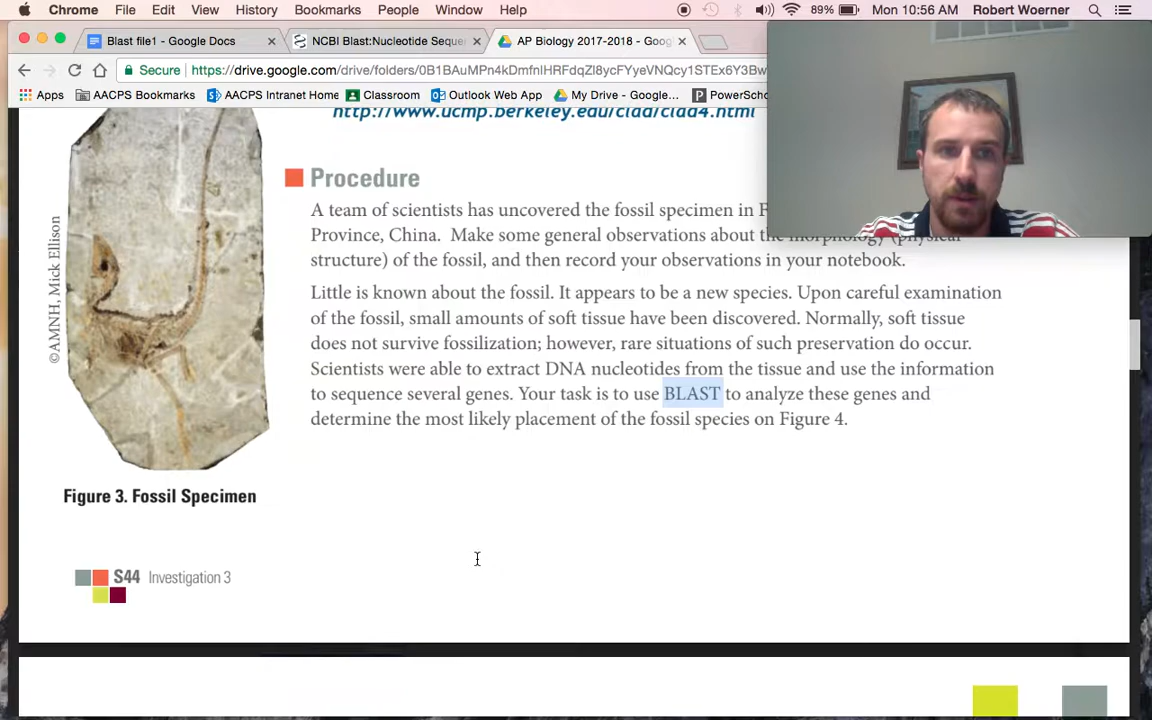 Chrome File Edit View History Bookmarks People Window Help 89% Mon 10:56 AM Robert Woerner
Blast file1 - Google Docs × NCBI Blast:Nucleotide Seque × AP Biology 2017-2018 - Goog ×
Secure https://drive.google.com/drive/folders/0B1BAuMPn4kDmfnlHRFdqZl8ycFYyeVNQcy1STEx6Y3Bw
Apps AACPS Bookmarks AACPS Intranet Home Classroom Outlook Web App My Drive - Google... PowerScho
http://www.ucmp.berkeley.edu/clad/clad4.html
Procedure
A team of scientists has uncovered the fossil specimen in
Province, China. Make some general observations about the morphology (physical
structure) of the fossil, and then record your observations in your notebook.
Little is known about the fossil. It appears to be a new species. Upon careful examination
of the fossil, small amounts of soft tissue have been discovered. Normally, soft tissue
does not survive fossilization; however, rare situations of such preservation do occur.
Scientists were able to extract DNA nucleotides from the tissue and use the information
to sequence several genes. Your task is to use BLAST to analyze these genes and
determine the most likely placement of the fossil species on Figure 4.
©AMNH, Mick Ellison
Figure 3. Fossil Specimen
S44 Investigation 3